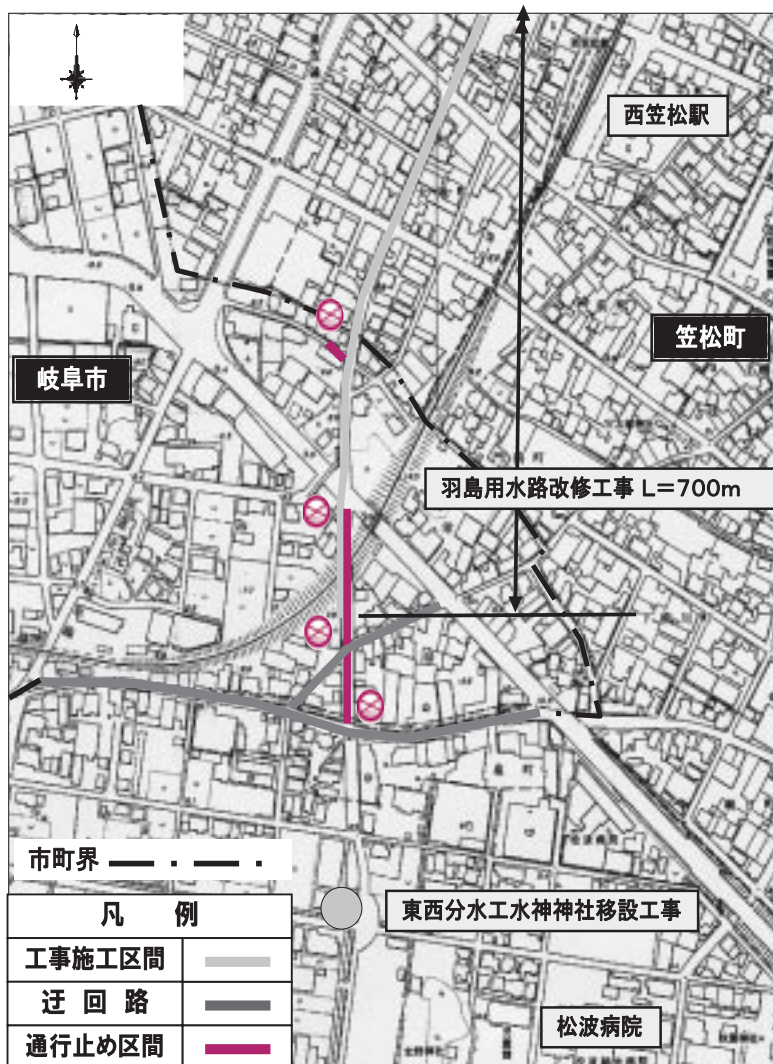 西笠松駅
笠松町
岐阜市
羽島用水路改修工事 L=700m
市町界
凡 例
工事施工区間
迂 回 路
通行止め区間
東西分水工水神神社移設工事
松波病院